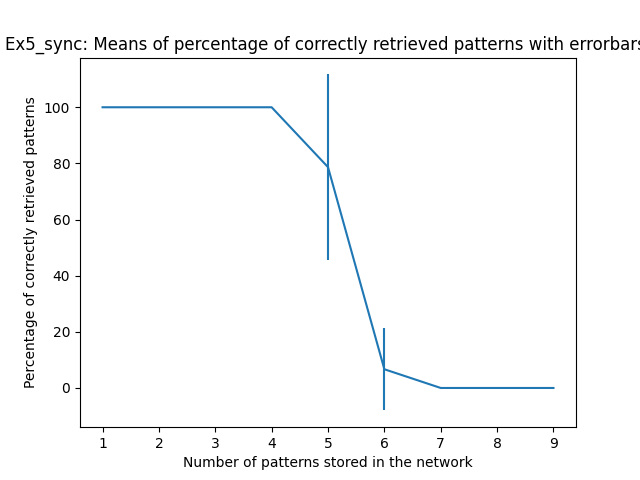 Ex5_sync: Means of percentage of correctly retrieved patterns with errorbars
Percentage of correctly retrieved patterns
100
80
60
40
20
0
1 2 3 4 5 6 7 8 9
Number of patterns stored in the network